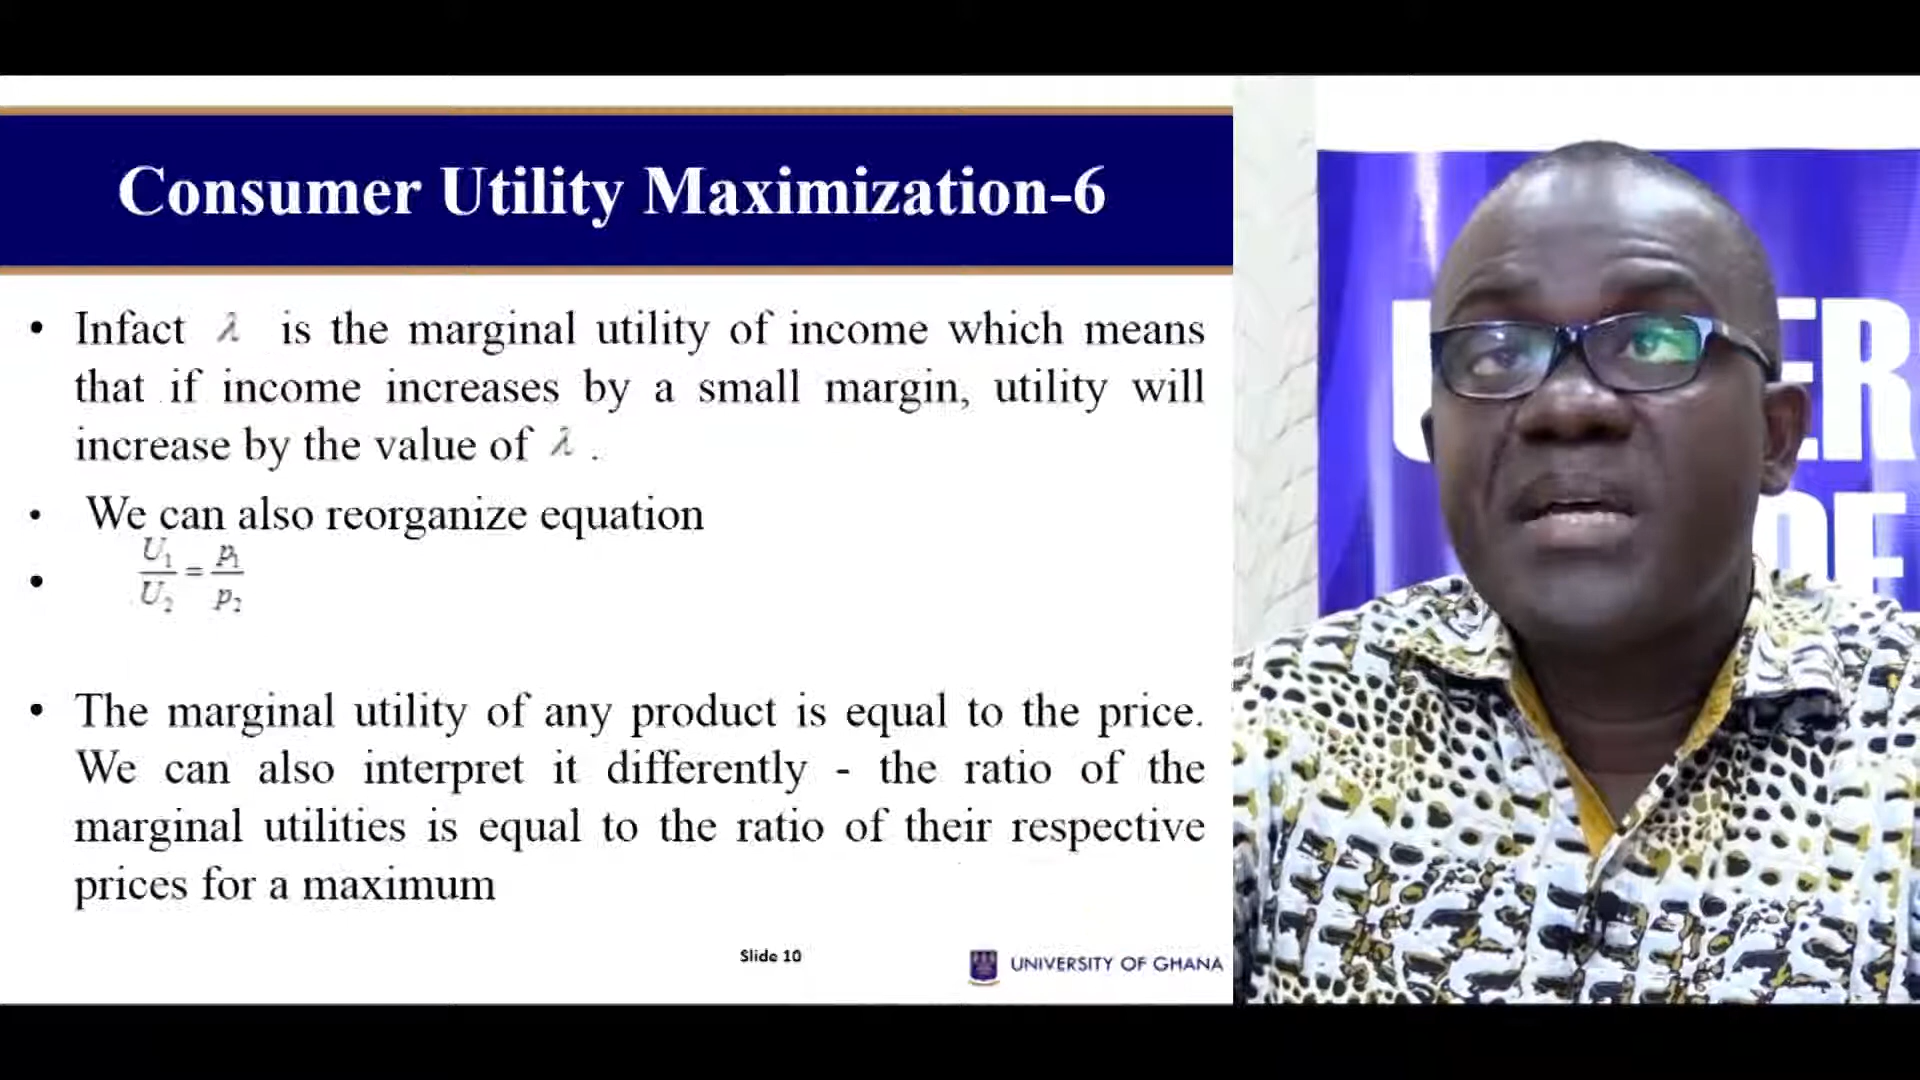 Consumer Utility Maximization-6
• Infact λ is the marginal utility of income which means
that if income increases by a small margin, utility will
increase by the value of λ .
• We can also reorganize equation
• U₁/U₂ = p₁/p₂
• The marginal utility of any product is equal to the price.
We can also interpret it differently - the ratio of the
marginal utilities is equal to the ratio of their respective
prices for a maximum
Slide 10
UNIVERSITY OF GHANA
ER
OF